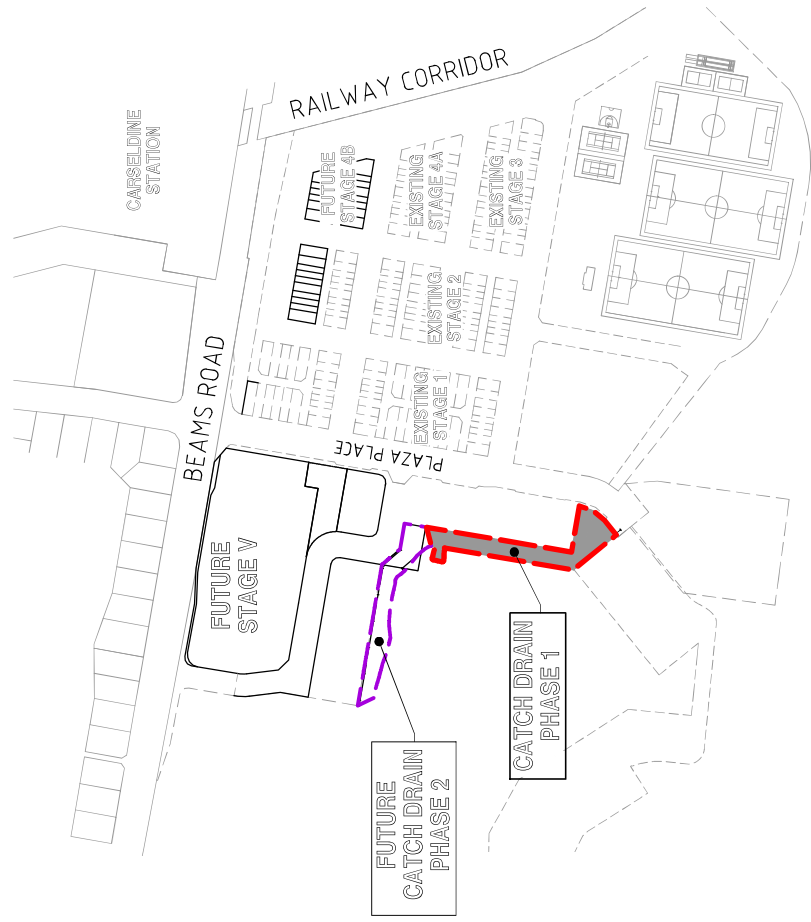 RAILWAY CORRIDOR
CARSELDINE
STATION
FUTURE
STAGE 4B
EXISTING
STAGE 4A
EXISTING
STAGE 3
EXISTING
STAGE 2
BEAMS ROAD
EXISTING
STAGE 1
PLAZA PLACE
FUTURE
STAGE V
CATCH DRAIN
PHASE 1
FUTURE
CATCH DRAIN
PHASE 2